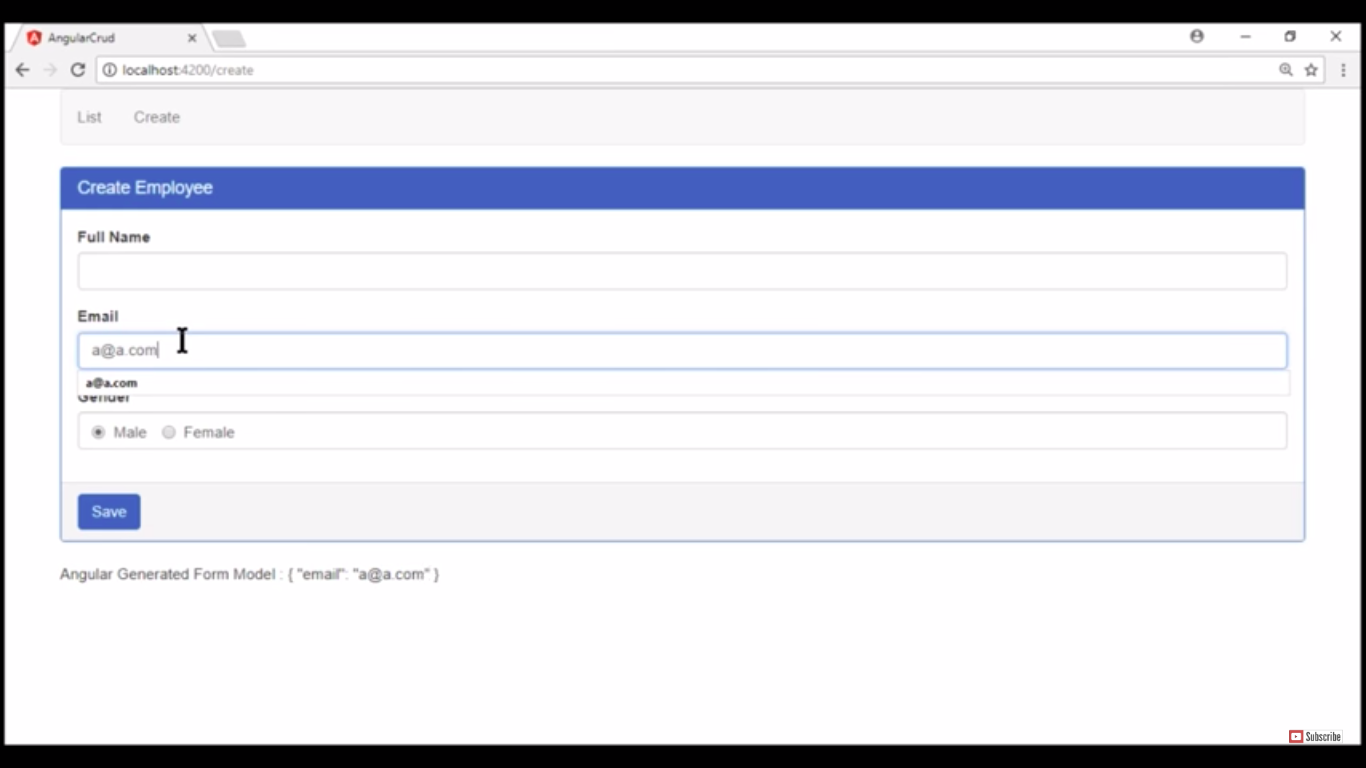 AngularCrud
localhost:4200/create
List Create
Create Employee
Full Name
Email
a@a.com
a@a.com
Gender
Male Female
Save
Angular Generated Form Model : { "email": "a@a.com" }
Subscribe